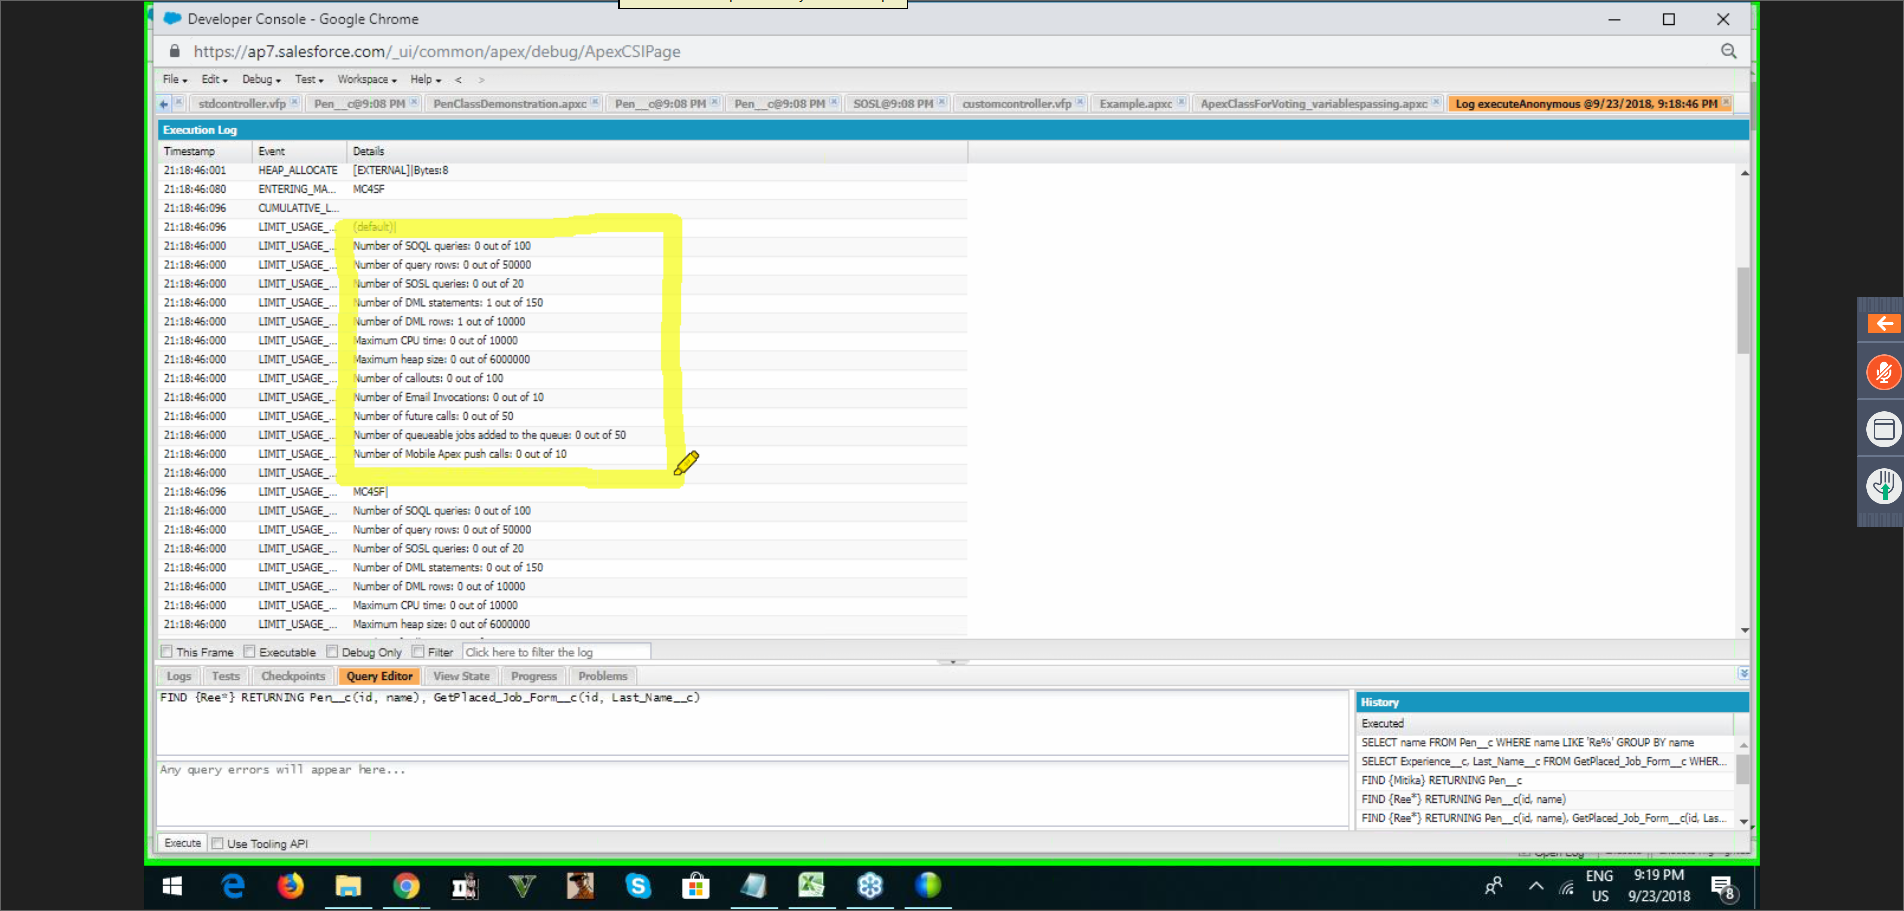 Developer Console - Google Chrome
https://ap7.salesforce.com/_ui/common/apex/debug/ApexCSIPage
File Edit Debug Test Workspace Help < >
stdcontroller.vfp Pen__c@9:08 PM PenClassDemonstration.apxc Pen__c@9:08 PM Pen__c@9:08 PM SOSL@9:08 PM customcontroller.vfp Example.apxc ApexClassForVoting_variablespassing.apxc Log executeAnonymous @9/23/2018, 9:18:46 PM
Execution Log
Timestamp Event Details
21:18:46:001 HEAP_ALLOCATE [EXTERNAL]|Bytes:8
21:18:46:080 ENTERING_MA... MC4SF
21:18:46:096 CUMULATIVE_L...
21:18:46:096 LIMIT_USAGE_... (default)|
21:18:46:000 LIMIT_USAGE_... Number of SOQL queries: 0 out of 100
21:18:46:000 LIMIT_USAGE_... Number of query rows: 0 out of 50000
21:18:46:000 LIMIT_USAGE_... Number of SOSL queries: 0 out of 20
21:18:46:000 LIMIT_USAGE_... Number of DML statements: 1 out of 150
21:18:46:000 LIMIT_USAGE_... Number of DML rows: 1 out of 10000
21:18:46:000 LIMIT_USAGE_... Maximum CPU time: 0 out of 10000
21:18:46:000 LIMIT_USAGE_... Maximum heap size: 0 out of 6000000
21:18:46:000 LIMIT_USAGE_... Number of callouts: 0 out of 100
21:18:46:000 LIMIT_USAGE_... Number of Email Invocations: 0 out of 10
21:18:46:000 LIMIT_USAGE_... Number of future calls: 0 out of 50
21:18:46:000 LIMIT_USAGE_... Number of queueable jobs added to the queue: 0 out of 50
21:18:46:000 LIMIT_USAGE_... Number of Mobile Apex push calls: 0 out of 10
21:18:46:000 LIMIT_USAGE_...
21:18:46:096 LIMIT_USAGE_... MC4SF|
21:18:46:000 LIMIT_USAGE_... Number of SOQL queries: 0 out of 100
21:18:46:000 LIMIT_USAGE_... Number of query rows: 0 out of 50000
21:18:46:000 LIMIT_USAGE_... Number of SOSL queries: 0 out of 20
21:18:46:000 LIMIT_USAGE_... Number of DML statements: 0 out of 150
21:18:46:000 LIMIT_USAGE_... Number of DML rows: 0 out of 10000
21:18:46:000 LIMIT_USAGE_... Maximum CPU time: 0 out of 10000
21:18:46:000 LIMIT_USAGE_... Maximum heap size: 0 out of 6000000
This Frame Executable Debug Only Filter Click here to filter the log
Logs Tests Checkpoints Query Editor View State Progress Problems
FIND {Ree*} RETURNING Pen__c(id, name), GetPlaced_Job_Form__c(id, Last_Name__c)
Any query errors will appear here...
History
Executed
SELECT name FROM Pen__c WHERE name LIKE 'Re%' GROUP BY name
SELECT Experience__c, Last_Name__c FROM GetPlaced_Job_Form__c WHER...
FIND {Mitika} RETURNING Pen__c
FIND {Ree*} RETURNING Pen__c(id, name)
FIND {Ree*} RETURNING Pen__c(id, name), GetPlaced_Job_Form__c(id, Las...
Execute Use Tooling API
Open Log
ENG
US
9:19 PM
9/23/2018
8